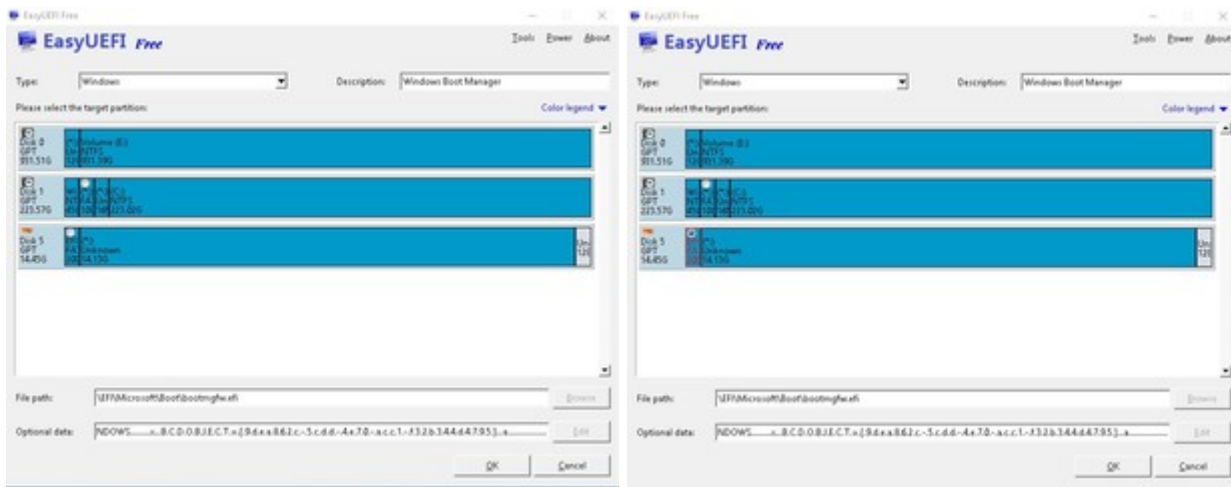 EasyUEFI Free
EasyUEFI Free
Tools Power About
Type: Windows Description: Windows Boot Manager
Please select the target partition:
Color legend
Disk 0
GPT
931.51G
(*) Volume (E:)
NTFS
931.39G
Disk 1
GPT
223.57G
(C:)
NTFS
223.02G
Disk 5
GPT
14.45G
(*)
Unknown
14.13G
File path: \EFI\Microsoft\Boot\bootmgfw.efi Browse
Optional data: Edit
OK Cancel
EasyUEFI Free
EasyUEFI Free
Tools Power About
Type: Windows Description: Windows Boot Manager
Please select the target partition:
Color legend
Disk 0
GPT
931.51G
(*) Volume (E:)
NTFS
931.39G
Disk 1
GPT
223.57G
(C:)
NTFS
223.02G
Disk 5
GPT
14.45G
(*)
Unknown
14.13G
File path: \EFI\Microsoft\Boot\bootmgfw.efi Browse
Optional data: Edit
OK Cancel